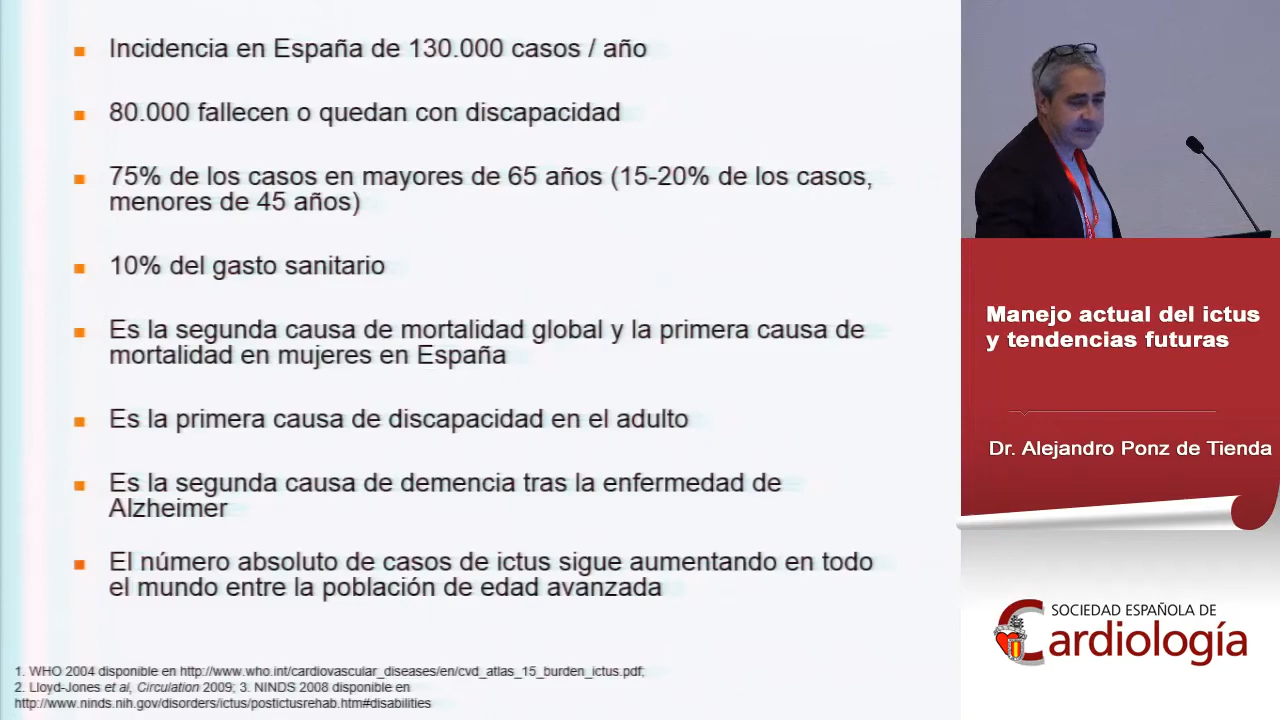 Incidencia en España de 130.000 casos / año
80.000 fallecen o quedan con discapacidad
75% de los casos en mayores de 65 años (15-20% de los casos,
menores de 45 años)
10% del gasto sanitario
Es la segunda causa de mortalidad global y la primera causa de
mortalidad en mujeres en España
Es la primera causa de discapacidad en el adulto
Es la segunda causa de demencia tras la enfermedad de
Alzheimer
El número absoluto de casos de ictus sigue aumentando en todo
el mundo entre la población de edad avanzada
1. WHO 2004 disponible en http://www.who.int/cardiovascular_diseases/en/cvd_atlas_15_burden_ictus.pdf;
2. Lloyd-Jones et al, Circulation 2009; 3. NINDS 2008 disponible en
http://www.ninds.nih.gov/disorders/ictus/postictusrehab.htm#disabilities
Manejo actual del ictus
y tendencias futuras
Dr. Alejandro Ponz de Tienda
SOCIEDAD ESPAÑOLA DE
Cardiología